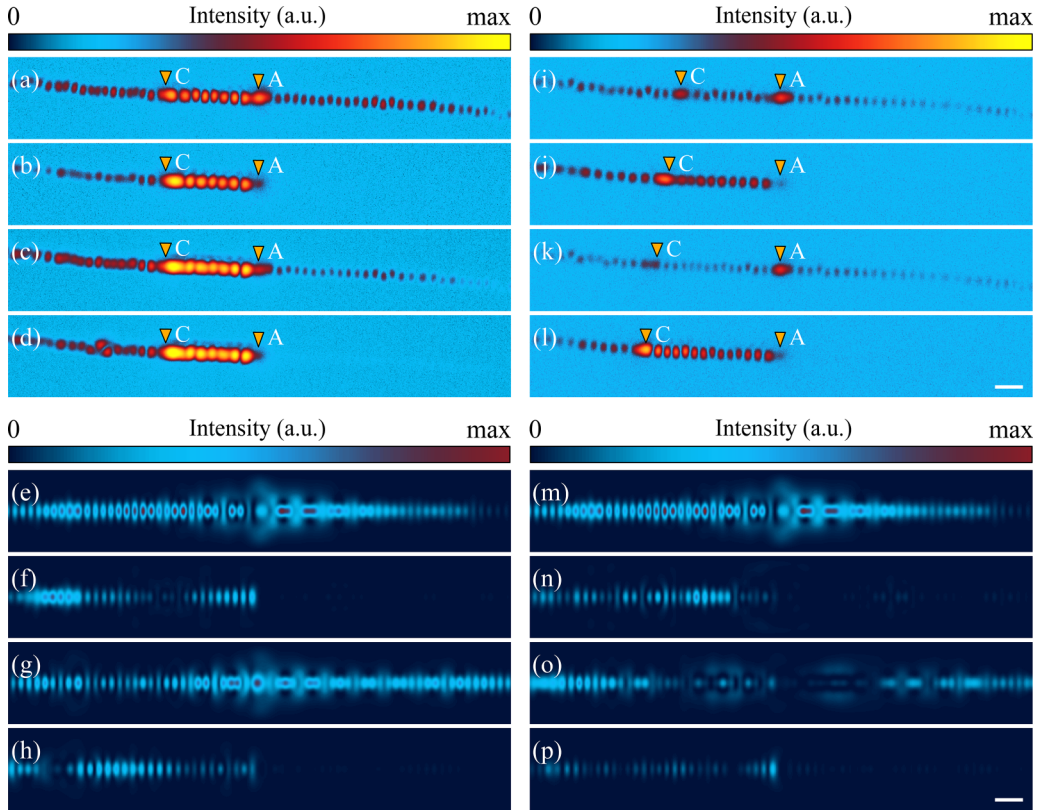 0 Intensity (a.u.) max
0 Intensity (a.u.) max
(a) C A
(i) C A
(b) C A
(j) C A
(c) C A
(k) C A
(d) C A
(l) C A
0 Intensity (a.u.) max
0 Intensity (a.u.) max
(e)
(m)
(f)
(n)
(g)
(o)
(h)
(p)